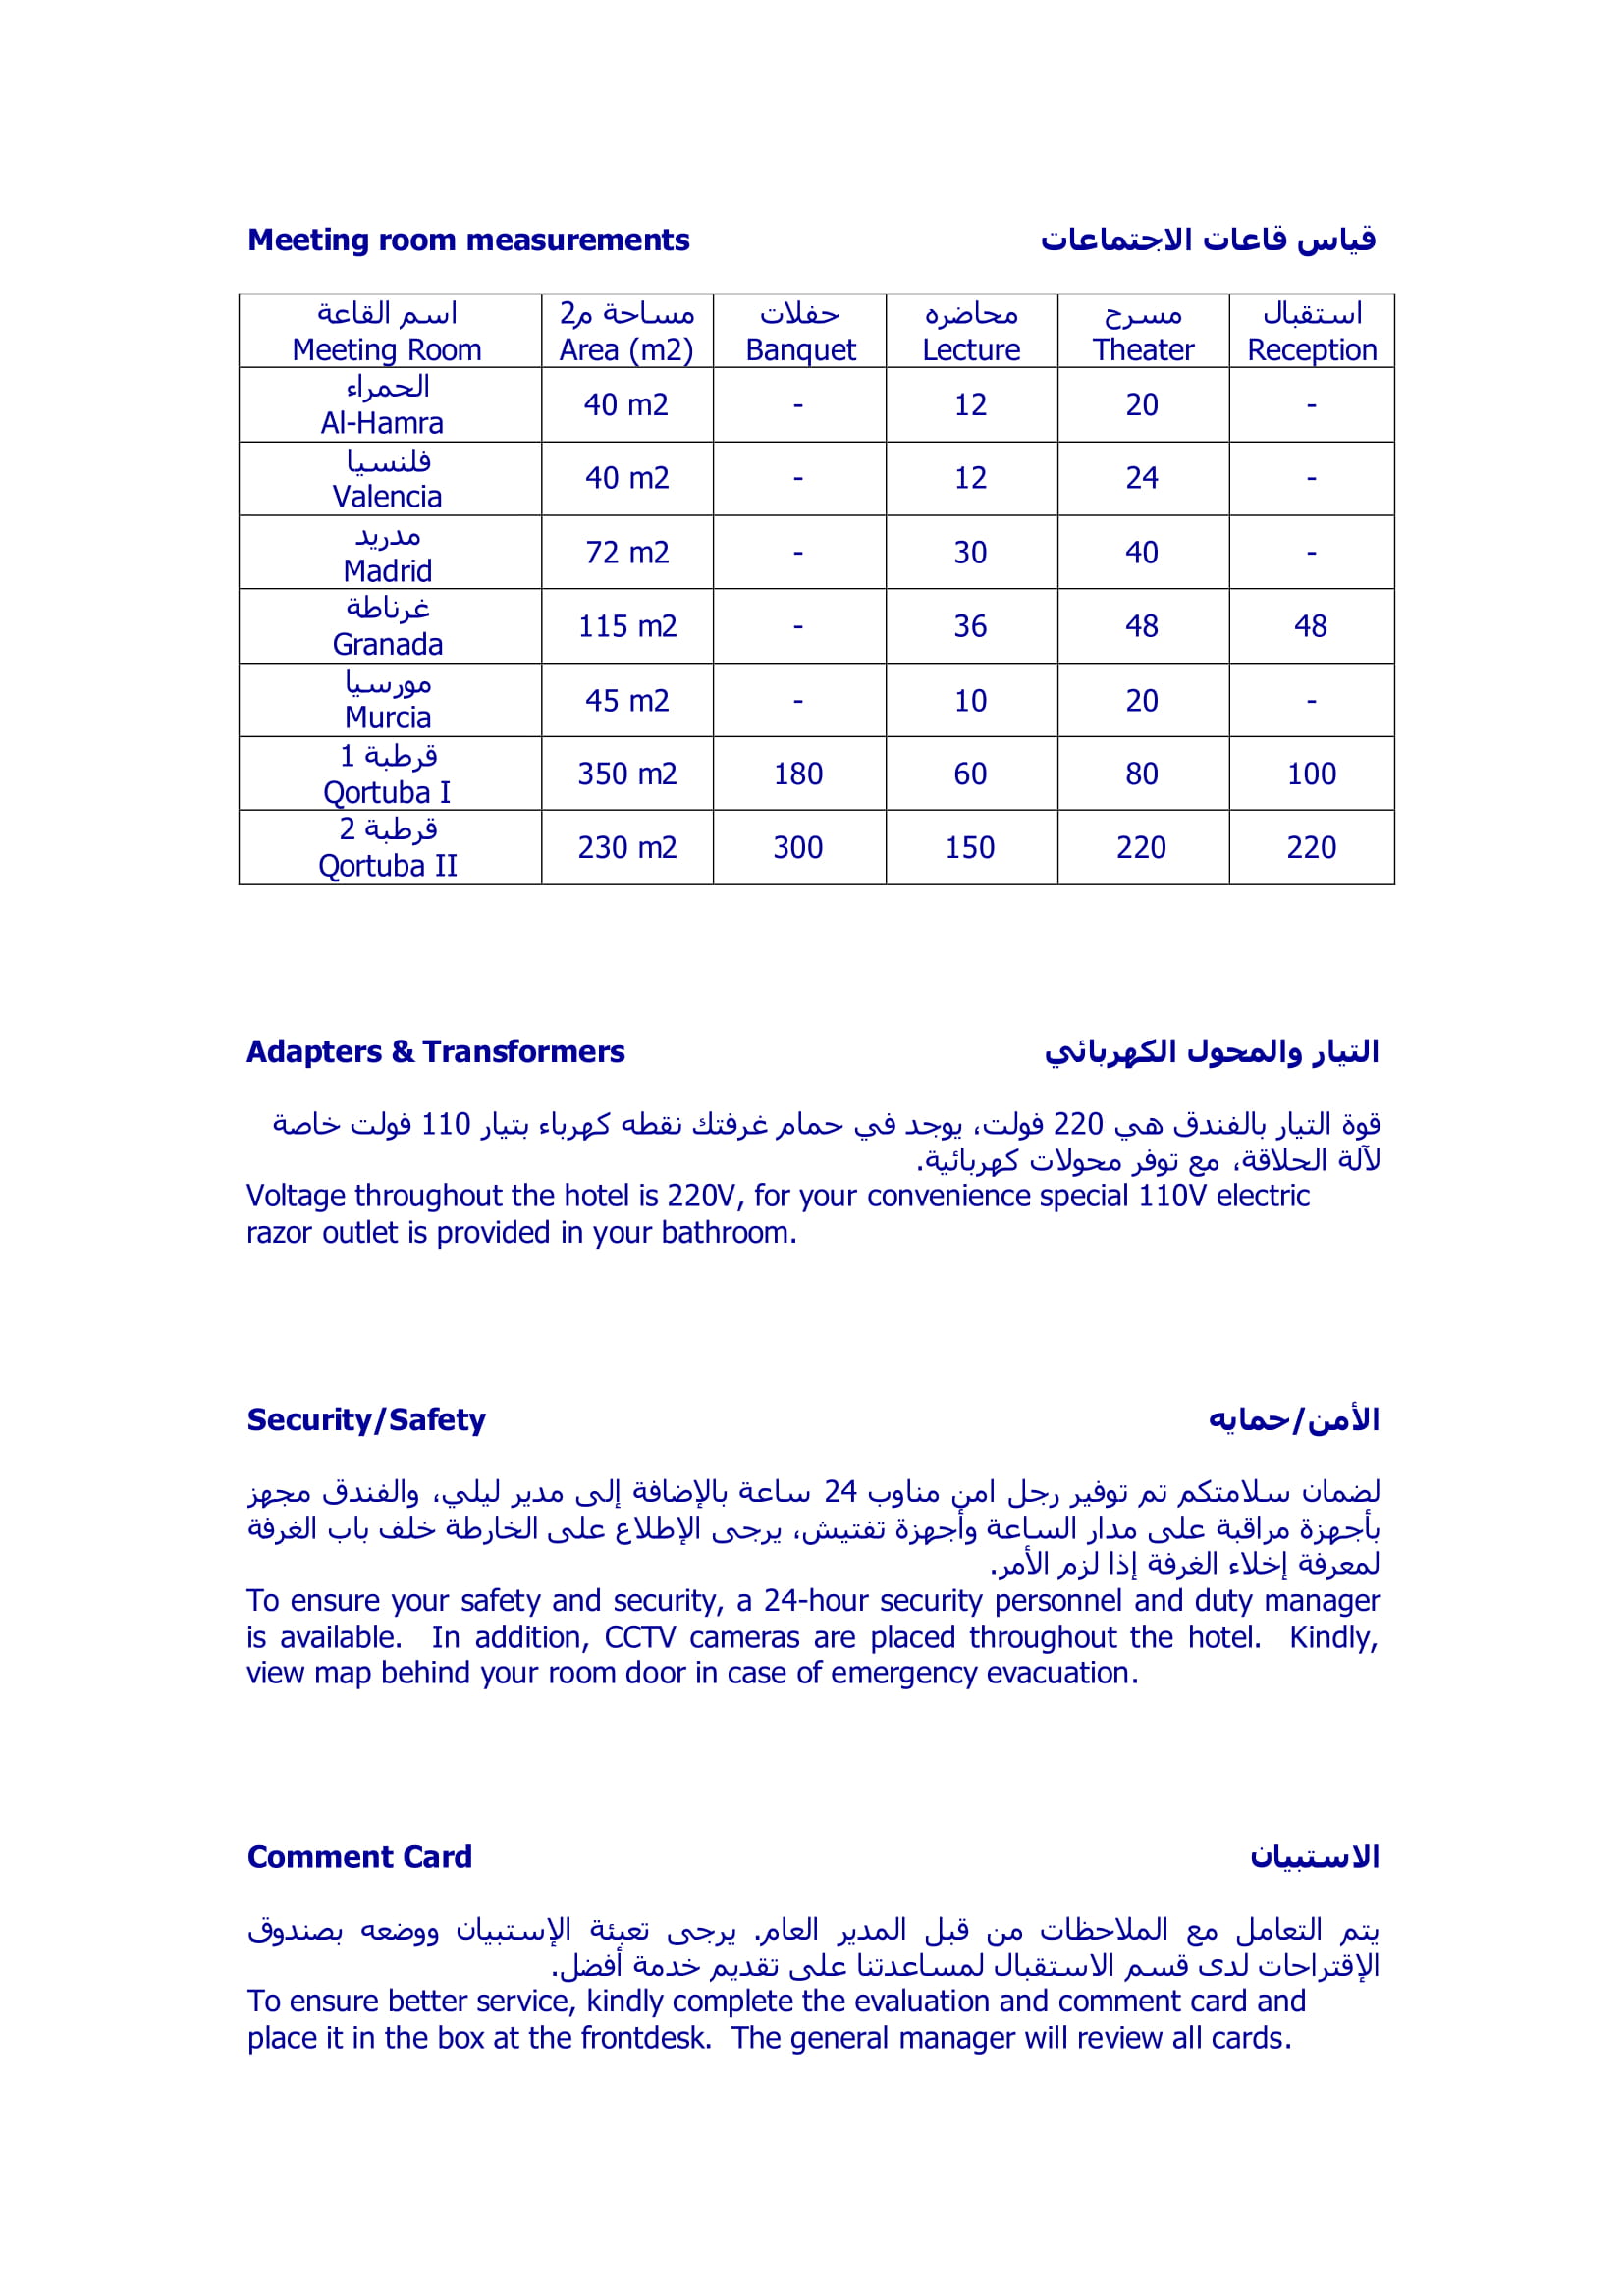 Meeting room measurements قياس قاعات الاجتماعات
اسم القاعة مساحة م2 حفلات محاضره مسرح استقبال
Meeting Room Area (m2) Banquet Lecture Theater Reception
الحمراء
Al-Hamra 40 m2 - 12 20 -
فلنسيا
Valencia 40 m2 - 12 24 -
مدريد
Madrid 72 m2 - 30 40 -
غرناطة
Granada 115 m2 - 36 48 48
مورسيا
Murcia 45 m2 - 10 20 -
قرطبة 1
Qortuba I 350 m2 180 60 80 100
قرطبة 2
Qortuba II 230 m2 300 150 220 220
Adapters & Transformers التيار والمحول الكهربائي
قوة التيار بالفندق هي 220 فولت، يوجد في حمام غرفتك نقطه كهرباء بتيار 110 فولت خاصة
لآلة الحلاقة، مع توفر محولات كهربائية.
Voltage throughout the hotel is 220V, for your convenience special 110V electric
razor outlet is provided in your bathroom.
Security/Safety الأمن/حمايه
لضمان سلامتكم تم توفير رجل امن مناوب 24 ساعة بالإضافة إلى مدير ليلي، والفندق مجهز
بأجهزة مراقبة على مدار الساعة وأجهزة تفتيش، يرجى الإطلاع على الخارطة خلف باب الغرفة
لمعرفة إخلاء الغرفة إذا لزم الأمر.
To ensure your safety and security, a 24-hour security personnel and duty manager
is available. In addition, CCTV cameras are placed throughout the hotel. Kindly,
view map behind your room door in case of emergency evacuation.
Comment Card الاستبيان
يتم التعامل مع الملاحظات من قبل المدير العام. يرجى تعبئة الإستبيان ووضعه بصندوق
الإقتراحات لدى قسم الاستقبال لمساعدتنا على تقديم خدمة أفضل.
To ensure better service, kindly complete the evaluation and comment card and
place it in the box at the frontdesk. The general manager will review all cards.